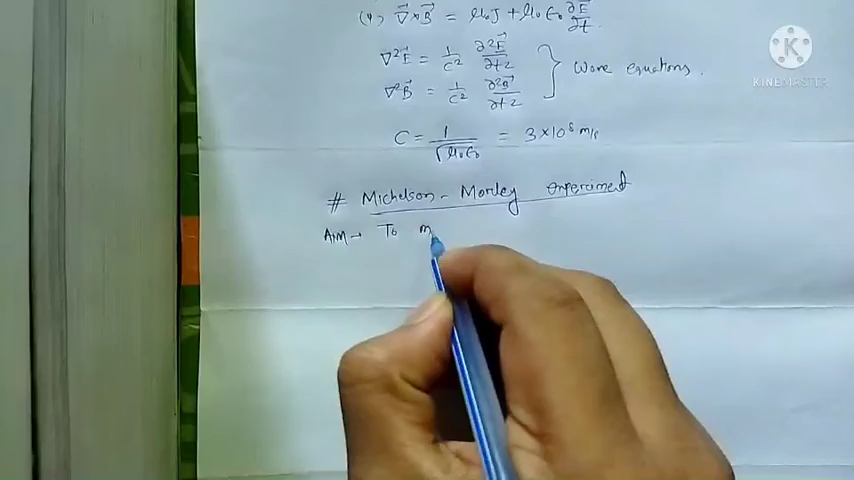 (4) ∇⃗×B⃗ = μ₀J + μ₀ε₀ ∂E⃗/∂t.
∇²E⃗ = 1/c² ∂²E⃗/∂t²
∇²B⃗ = 1/c² ∂²B⃗/∂t² } Wave equations.
C = 1/√μ₀ε₀ = 3×10⁸ m/s
# Michelson - Morley experiment
AIM → To m
KINEMASTER